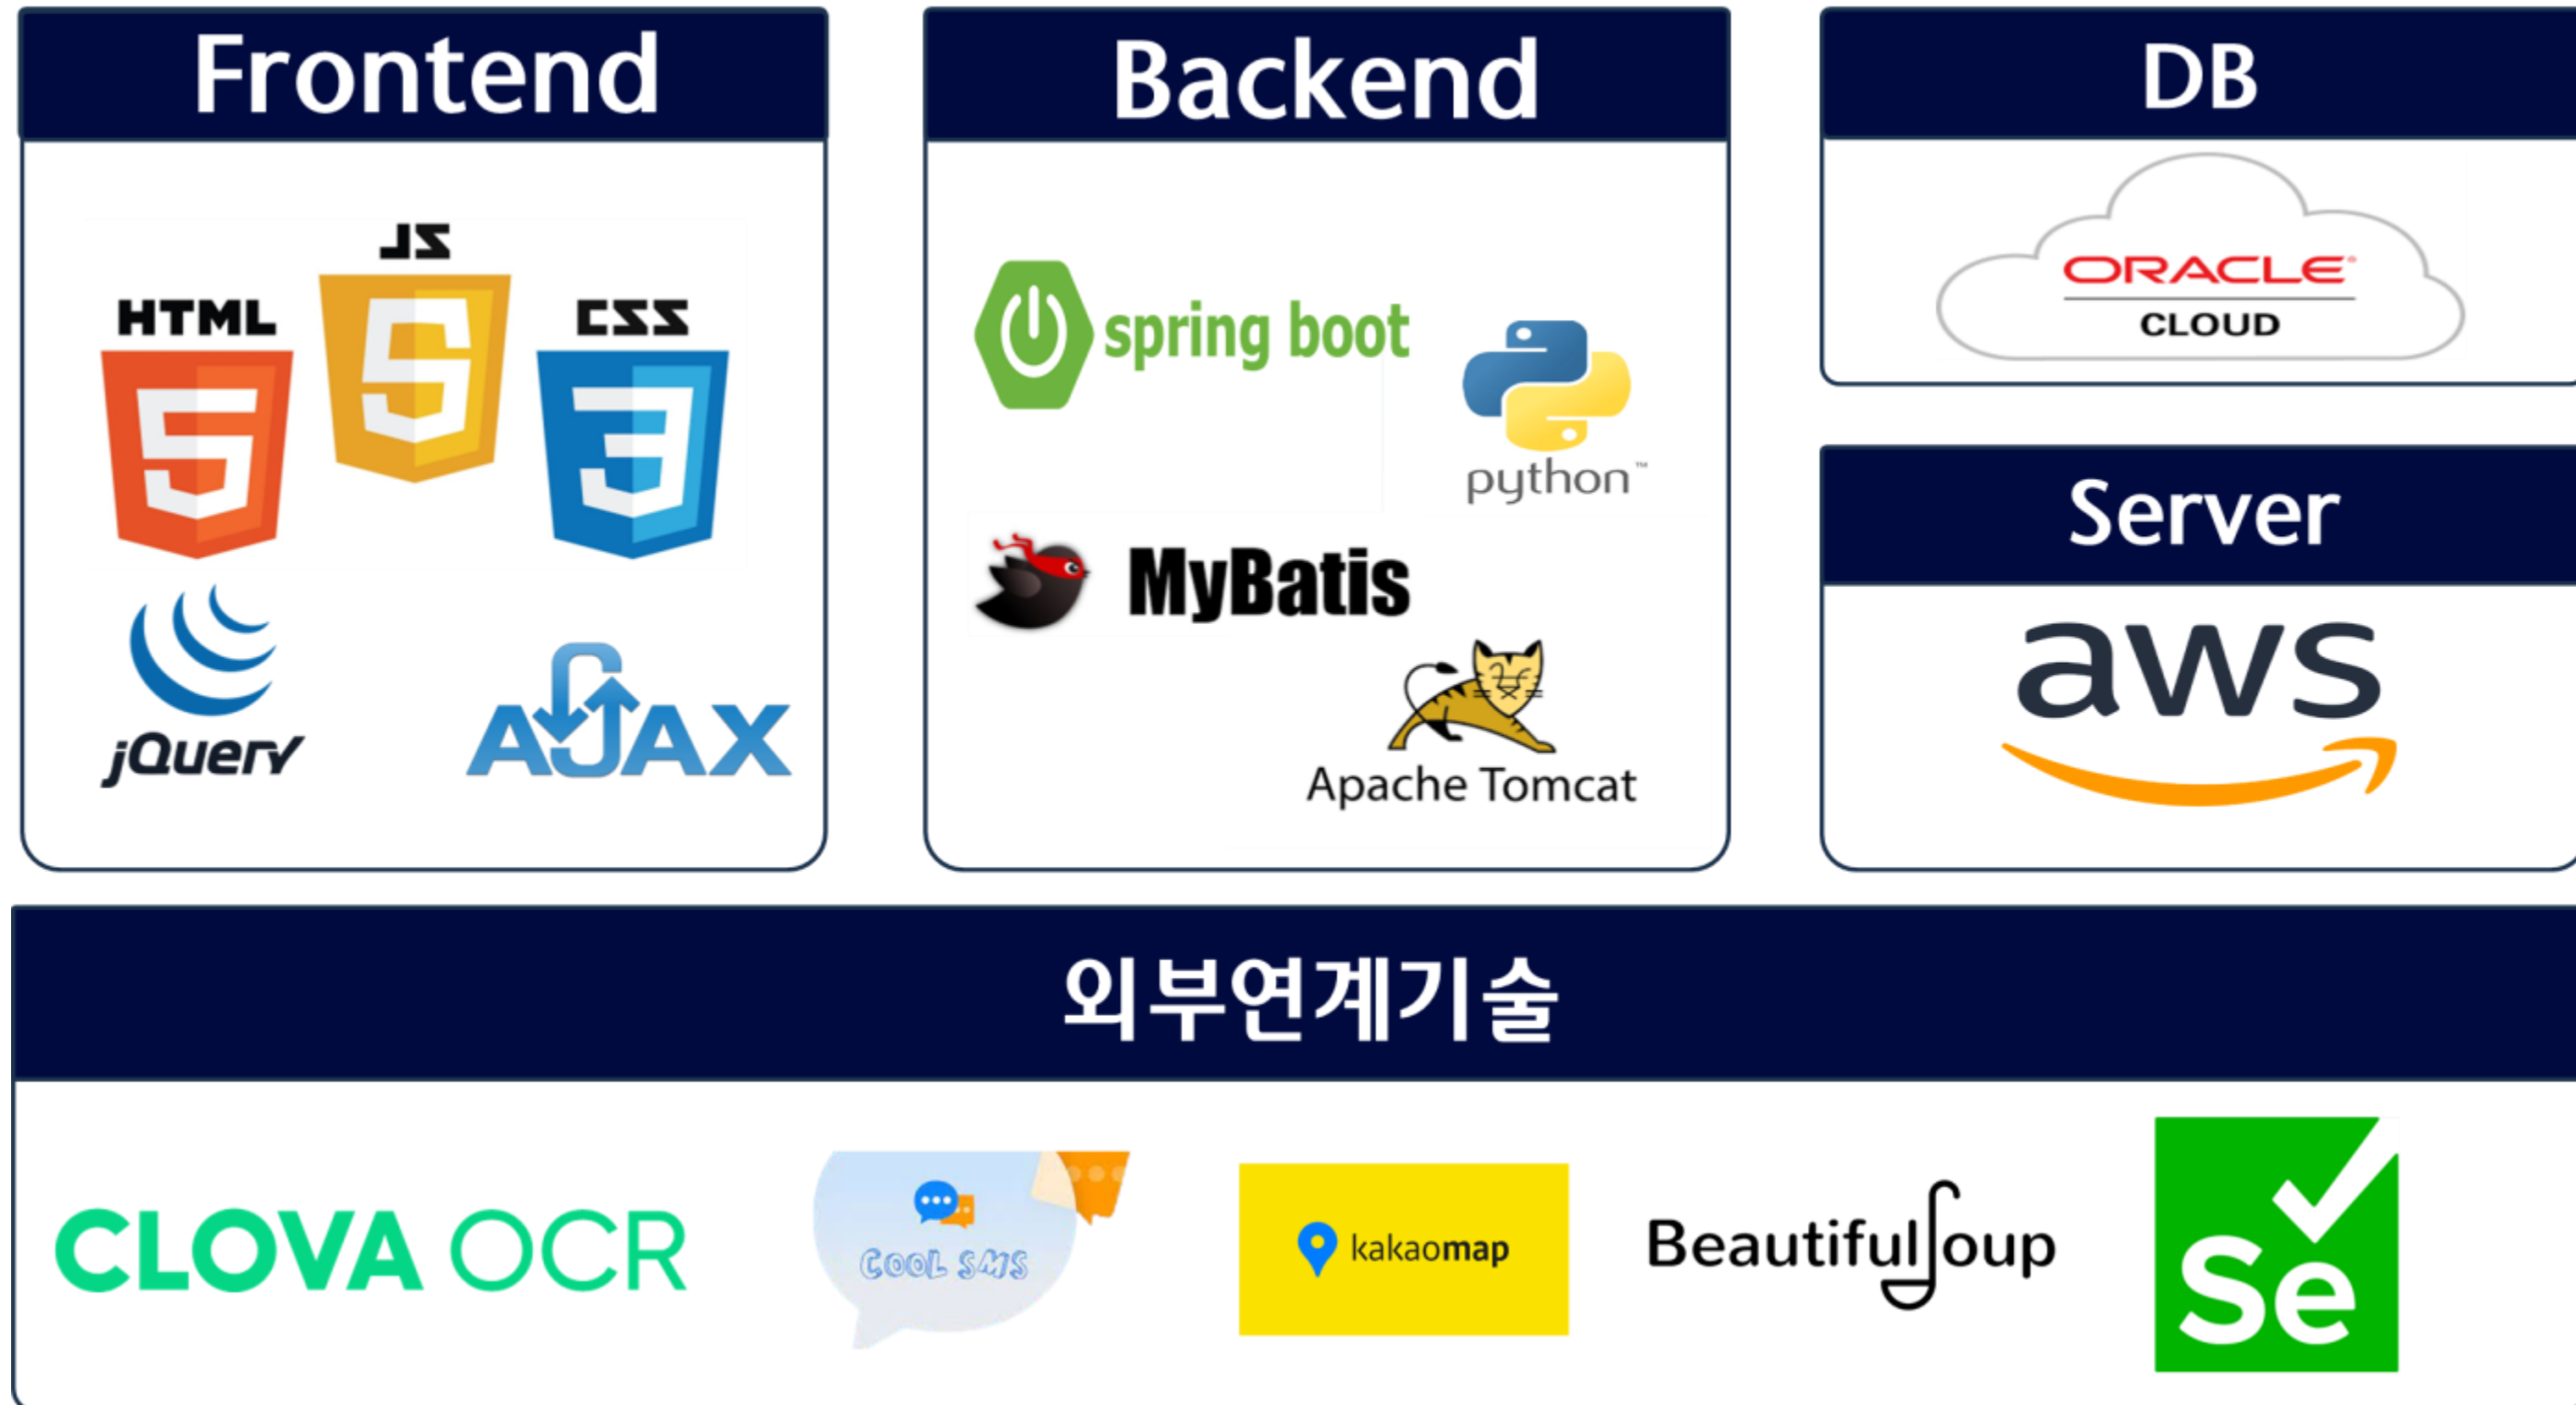 Frontend
JS
HTML
CSS
jQuery
AJAX
Backend
spring boot
python™
MyBatis
Apache Tomcat
DB
ORACLE®
CLOUD
Server
aws
외부연계기술
CLOVA OCR
COOL SMS
kakaomap
BeautifulSoup
Se